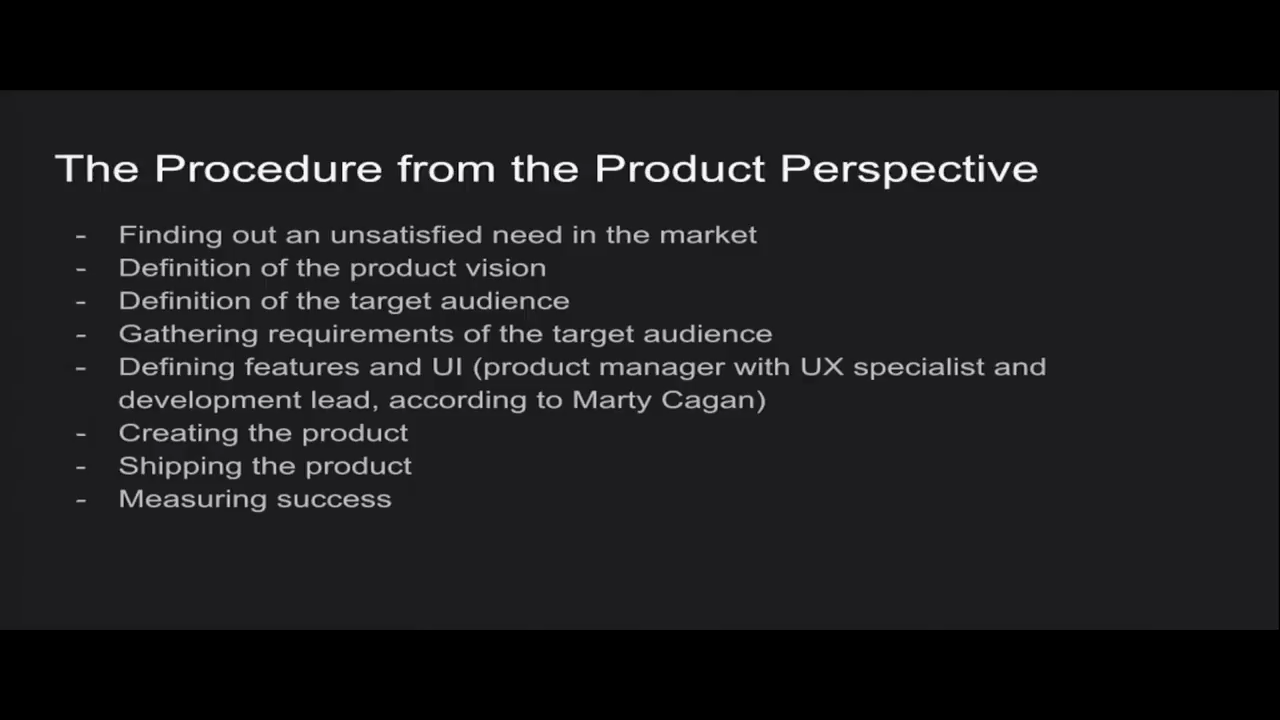 The Procedure from the Product Perspective
- Finding out an unsatisfied need in the market
- Definition of the product vision
- Definition of the target audience
- Gathering requirements of the target audience
- Defining features and UI (product manager with UX specialist and
development lead, according to Marty Cagan)
- Creating the product
- Shipping the product
- Measuring success